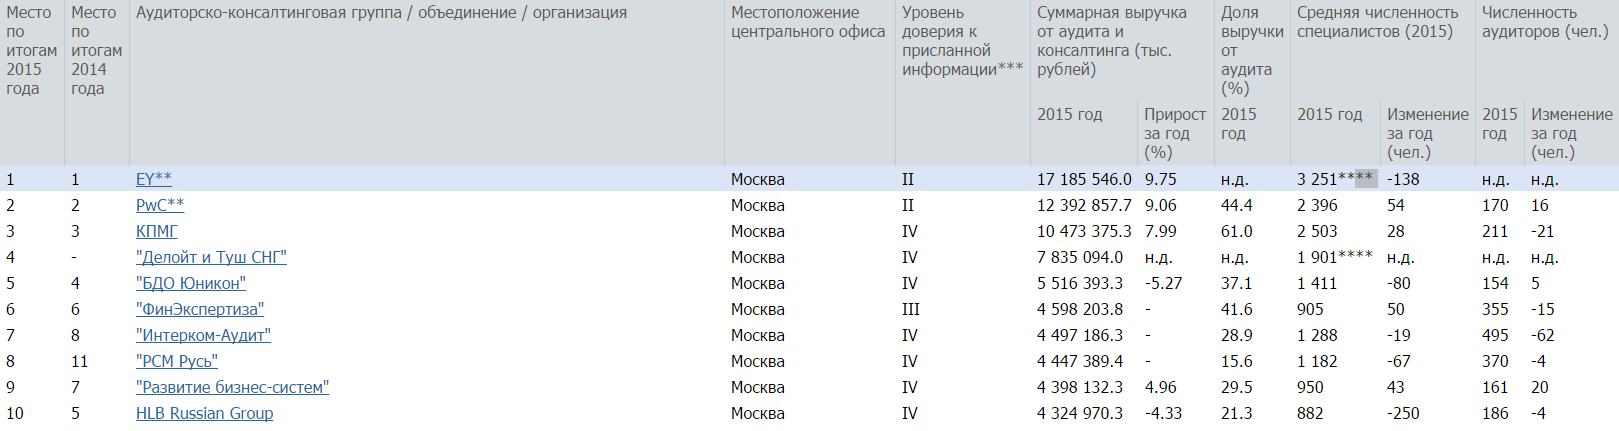 Место по итогам 2015 года
Место по итогам 2014 года
Аудиторско-консалтинговая группа / объединение / организация
Местоположение центрального офиса
Уровень доверия к присланной информации***
Суммарная выручка от аудита и консалтинга (тыс. рублей)
Доля выручки от аудита (%)
Средняя численность специалистов (2015)
Численность аудиторов (чел.)
2015 год
Прирост за год (%)
2015 год
2015 год
Изменение за год (чел.)
2015 год
Изменение за год (чел.)
1 1 EY** Москва II 17 185 546.0 9.75 н.д. 3 251**** -138 н.д. н.д.
2 2 PwC** Москва II 12 392 857.7 9.06 44.4 2 396 54 170 16
3 3 КПМГ Москва IV 10 473 375.3 7.99 61.0 2 503 28 211 -21
4 - "Делойт и Туш СНГ" Москва IV 7 835 094.0 н.д. н.д. 1 901**** н.д. н.д. н.д.
5 4 "БДО Юникон" Москва IV 5 516 393.3 -5.27 37.1 1 411 -80 154 5
6 6 "ФинЭкспертиза" Москва III 4 598 203.8 - 41.6 905 50 355 -15
7 8 "Интерком-Аудит" Москва IV 4 497 186.3 - 28.9 1 288 -19 495 -62
8 11 "РСМ Русь" Москва IV 4 447 389.4 - 15.6 1 182 -67 370 -4
9 7 "Развитие бизнес-систем" Москва IV 4 398 132.3 4.96 29.5 950 43 161 20
10 5 HLB Russian Group Москва IV 4 324 970.3 -4.33 21.3 882 -250 186 -4